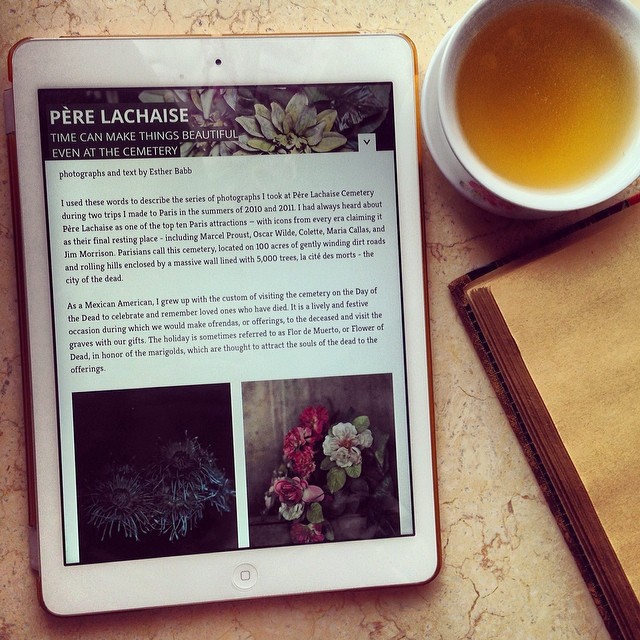 PÈRE LACHAISE
TIME CAN MAKE THINGS BEAUTIFUL
EVEN AT THE CEMETERY
photographs and text by Esther Babb
I used these words to describe the series of photographs I took at Père Lachaise Cemetery
during two trips I made to Paris in the summers of 2010 and 2011. I had always heard about
Père Lachaise as one of the top ten Paris attractions – with icons from every era claiming it
as their final resting place - including Marcel Proust, Oscar Wilde, Colette, Maria Callas, and
Jim Morrison. Parisians call this cemetery, located on 100 acres of gently winding dirt roads
and rolling hills enclosed by a massive wall lined with 5,000 trees, la cité des morts - the
city of the dead.
As a Mexican American, I grew up with the custom of visiting the cemetery on the Day of
the Dead to celebrate and remember loved ones who have died. It is a lively and festive
occasion during which we would make ofrendas, or offerings, to the deceased and visit the
graves with our gifts. The holiday is sometimes referred to as Flor de Muerto, or Flower of
Dead, in honor of the marigolds, which are thought to attract the souls of the dead to the
offerings.